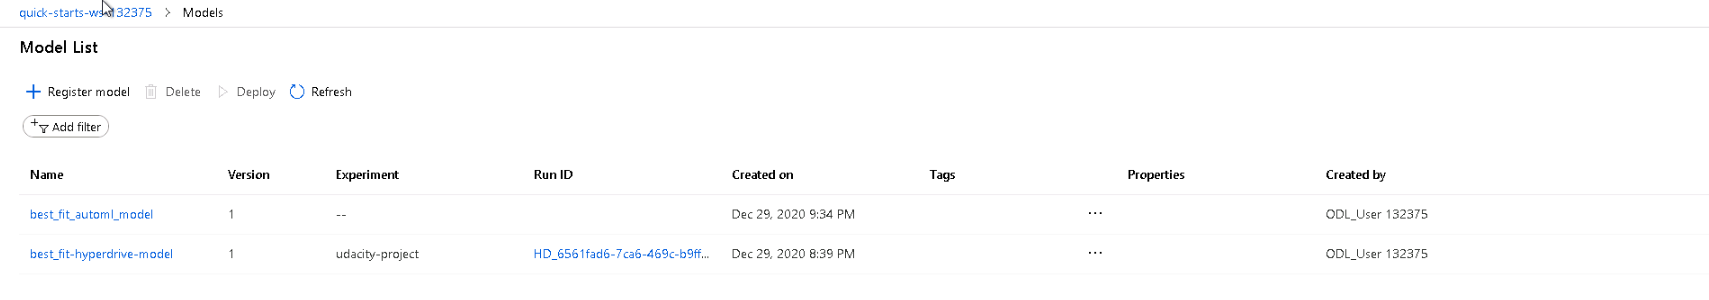 quick-starts-ws-132375 > Models
Model List
Register model Delete Deploy Refresh
Add filter
Name Version Experiment Run ID Created on Tags Properties Created by
best_fit_automl_model 1 -- Dec 29, 2020 9:34 PM ... ODL_User 132375
best_fit-hyperdrive-model 1 udacity-project HD_6561fad6-7ca6-469c-b9ff... Dec 29, 2020 8:39 PM ... ODL_User 132375